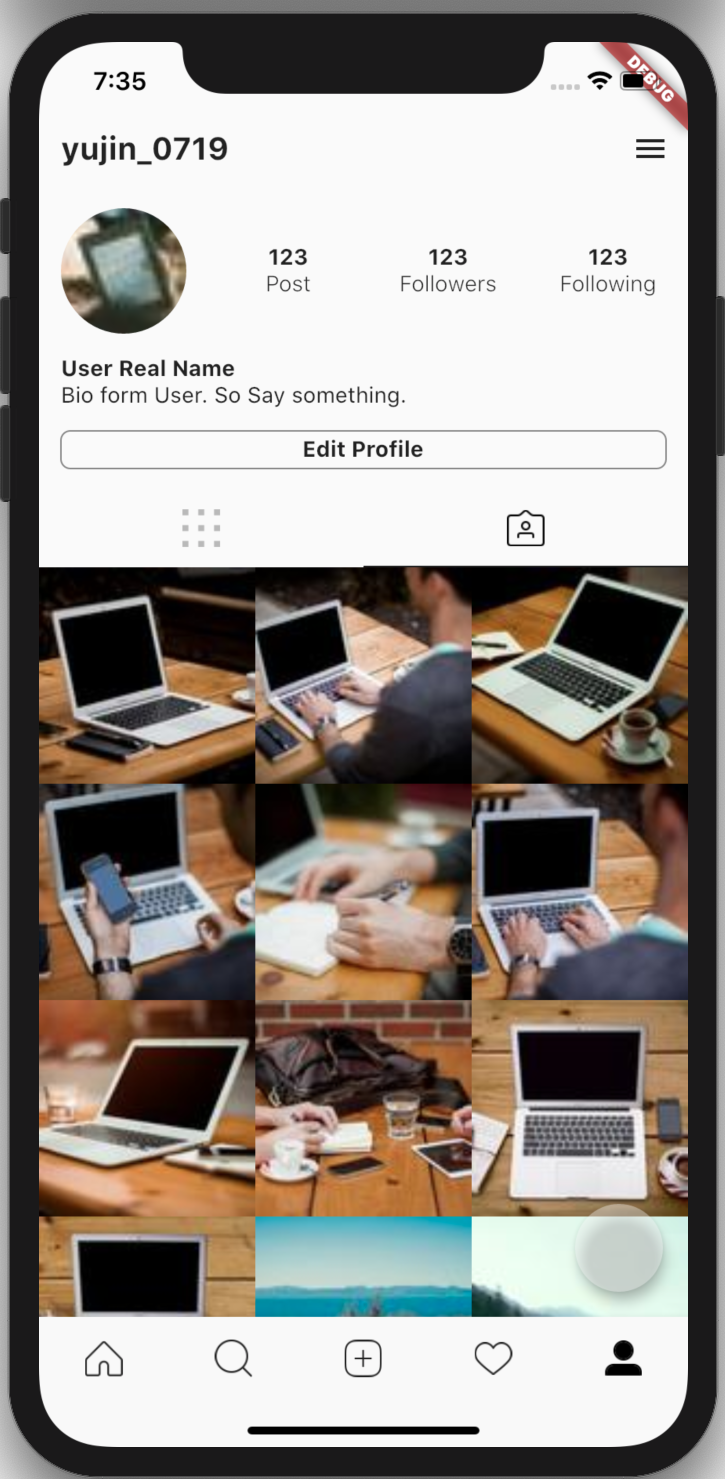 7:35
DEBUG
yujin_0719
123
Post
123
Followers
123
Following
User Real Name
Bio form User. So Say something.
Edit Profile